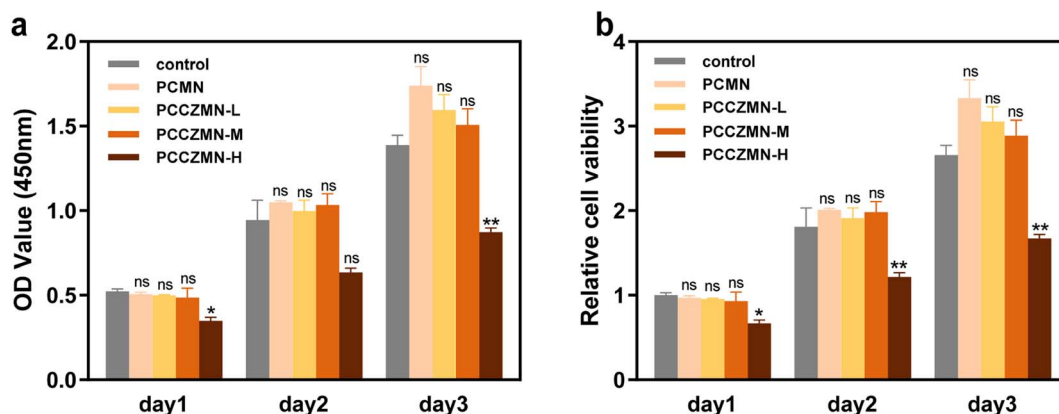 a
OD Value (450nm)
2.0
1.5
1.0
0.5
0.0
control
PCMN
PCCZMN-L
PCCZMN-M
PCCZMN-H
ns ns ns *
ns ns ns ns
ns ns ns **
day1 day2 day3
b
Relative cell vaibility
4
3
2
1
0
control
PCMN
PCCZMN-L
PCCZMN-M
PCCZMN-H
ns ns ns *
ns ns ns **
ns ns ns **
day1 day2 day3